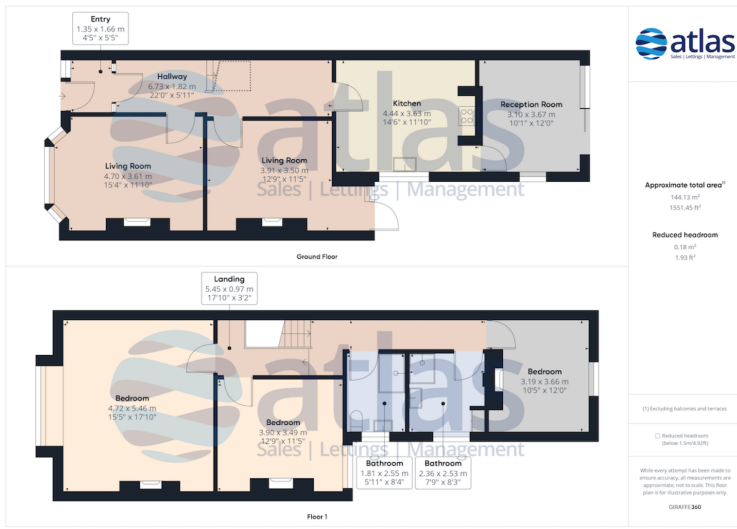 Entry
1.35 x 1.66 m
4'5" x 5'5"
Hallway
6.73 x 1.82 m
22'0" x 5'11"
Kitchen
4.44 x 3.63 m
14'6" x 11'10"
Reception Room
3.10 x 3.67 m
10'1" x 12'0"
Living Room
4.70 x 3.61 m
15'4" x 11'10"
Living Room
3.91 x 3.50 m
12'9" x 11'5"
atlas
Sales | Lettings | Management
Ground Floor
Landing
5.45 x 0.97 m
17'10" x 3'2"
Bedroom
4.72 x 5.46 m
15'5" x 17'10"
Bedroom
3.90 x 3.49 m
12'9" x 11'5"
Bedroom
3.19 x 3.66 m
10'5" x 12'0"
atlas
Sales | Lettings | Management
Bathroom
1.81 x 2.55 m
5'11" x 8'4"
Bathroom
2.36 x 2.53 m
7'9" x 8'3"
Floor 1
atlas
Sales | Lettings | Management
Approximate total area(1)
144.13 m²
1551.45 ft²
Reduced headroom
0.18 m²
1.93 ft²
(1) Excluding balconies and terraces
Reduced headroom
(below 1.5m/4.92ft)
While every attempt has been made to
ensure accuracy, all measurements are
approximate, not to scale. This floor
plan is for illustrative purposes only.
GIRAFFE360